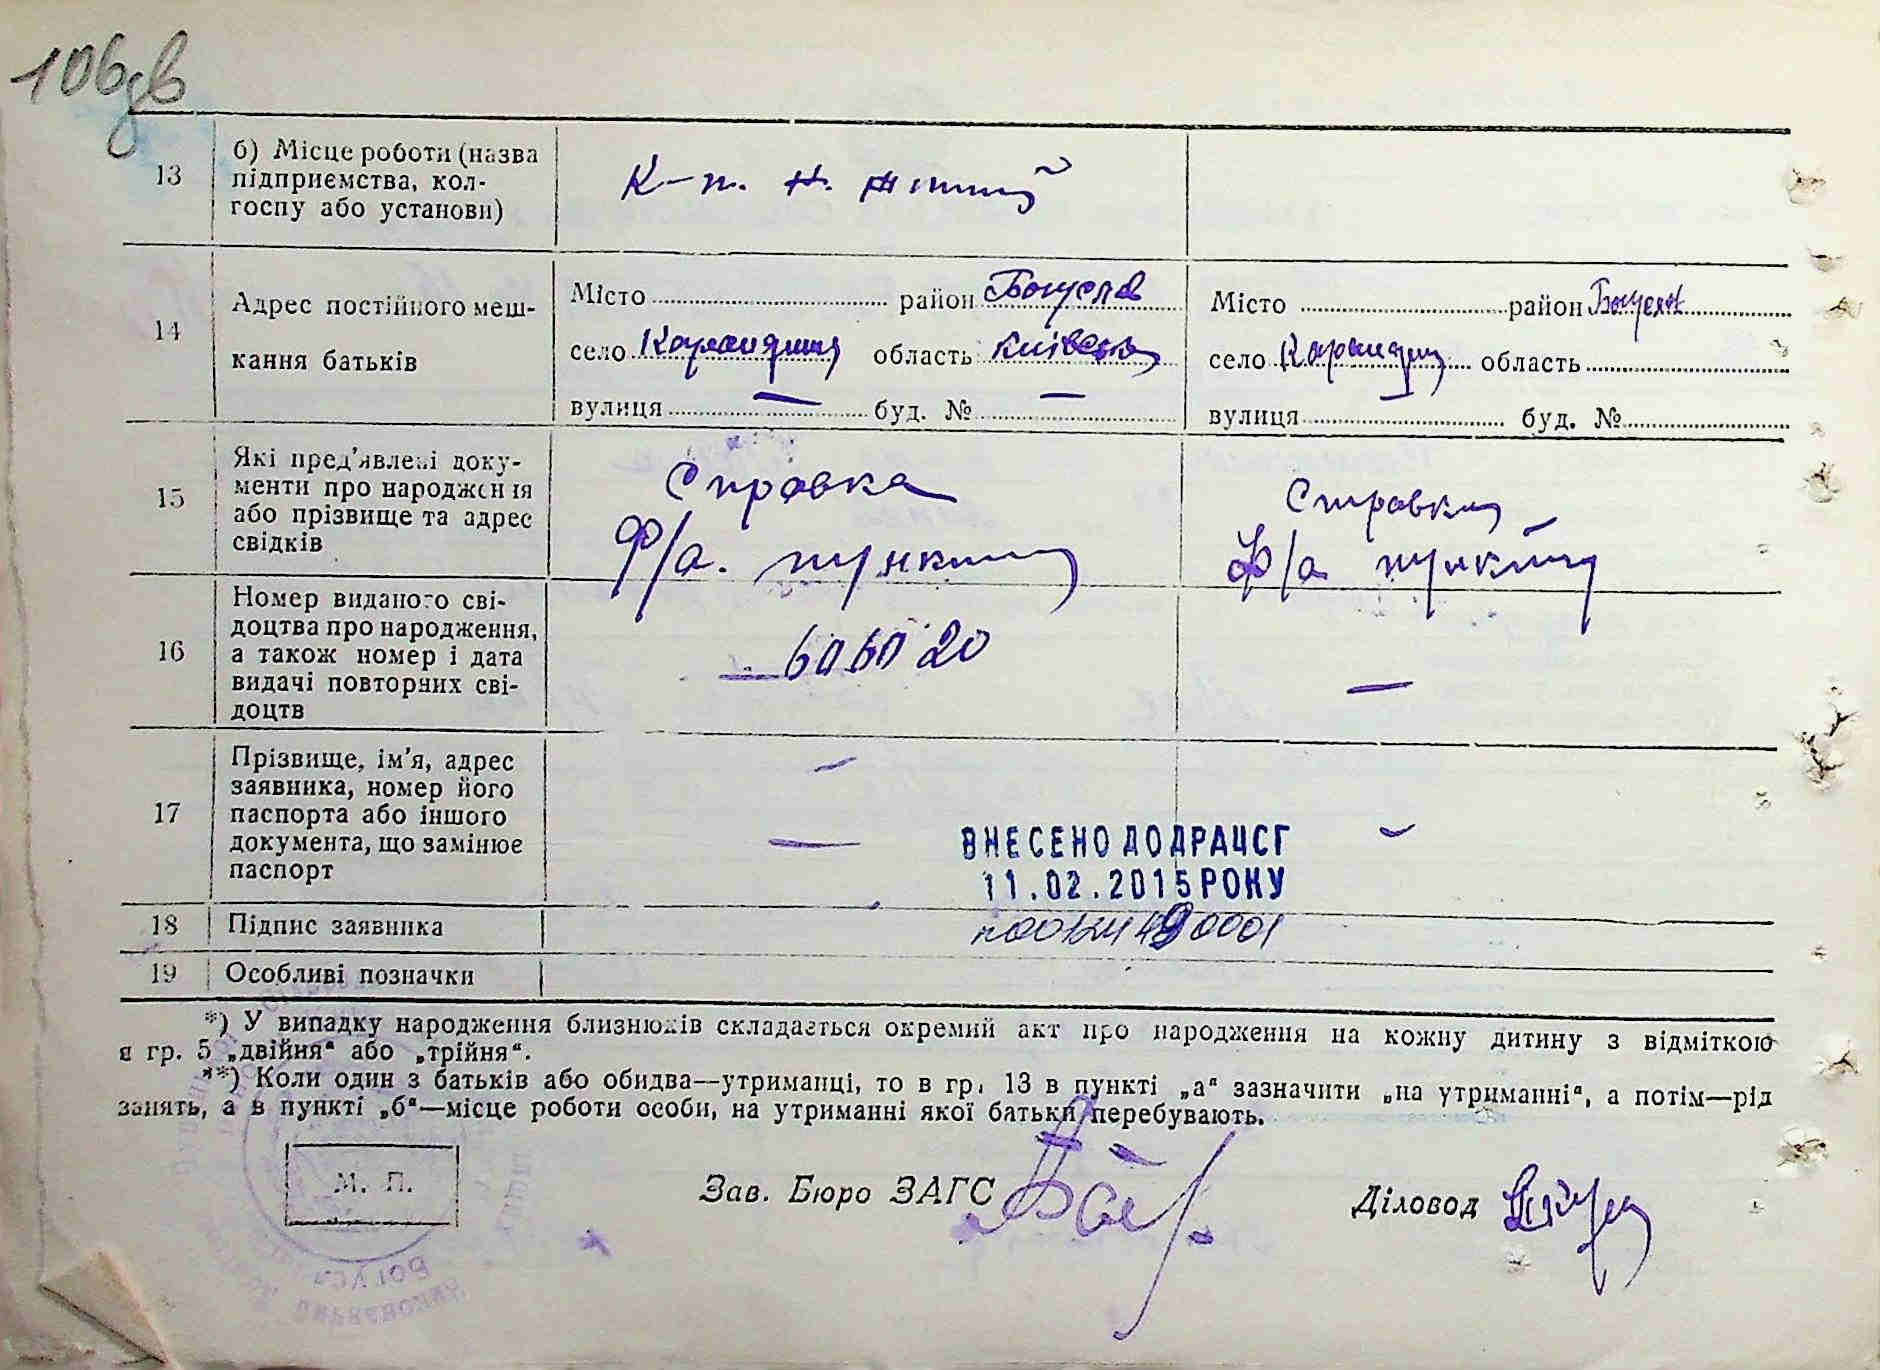 106зв
13
б) Місце роботи (назва
підприємства, кол-
госпу або установи)
К-п. н.
14
Адрес постійного меш-
кання батьків
Місто район Богуслав
село область Київськ
вулиця — буд. № —
Місто район Богуслав
село область
вулиця буд. №
15
Які пред'явлені доку-
менти про народження
або прізвище та адрес
свідків
Справка
Ф/а. пункту
Справка
Ф/а пункту
16
Номер виданого сві-
доцтва про народження,
а також номер і дата
видачі повторних сві-
доцтв
606020
—
17
Прізвище, ім'я, адрес
заявника, номер його
паспорта або іншого
документа, що замінює
паспорт
—
—
—
ВНЕСЕНО ДО ДРАЦСГ
11.02.2015 РОКУ
18
Підпис заявника
19
Особливі позначки
*) У випадку народження близнюків складається окремий акт про народження на кожну дитину з відміткою
в гр. 5 „двійня“ або „трійня“.
**) Коли один з батьків або обидва—утриманці, то в гр. 13 в пункті „а“ зазначити „на утриманні“, а потім—рід
занять, а в пункті „б“—місце роботи особи, на утриманні якої батьки перебувають.
М. П.
Зав. Бюро ЗАГС
Діловод